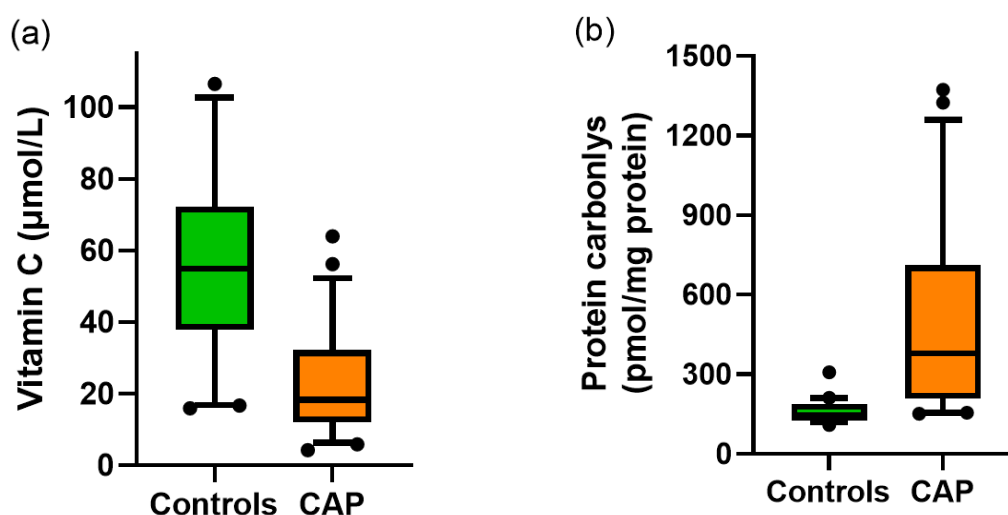 (a)
Vitamin C (µmol/L)
100
80
60
40
20
0
Controls
CAP
(b)
Protein carbonlys
(pmol/mg protein)
1500
1200
900
600
300
0
Controls
CAP